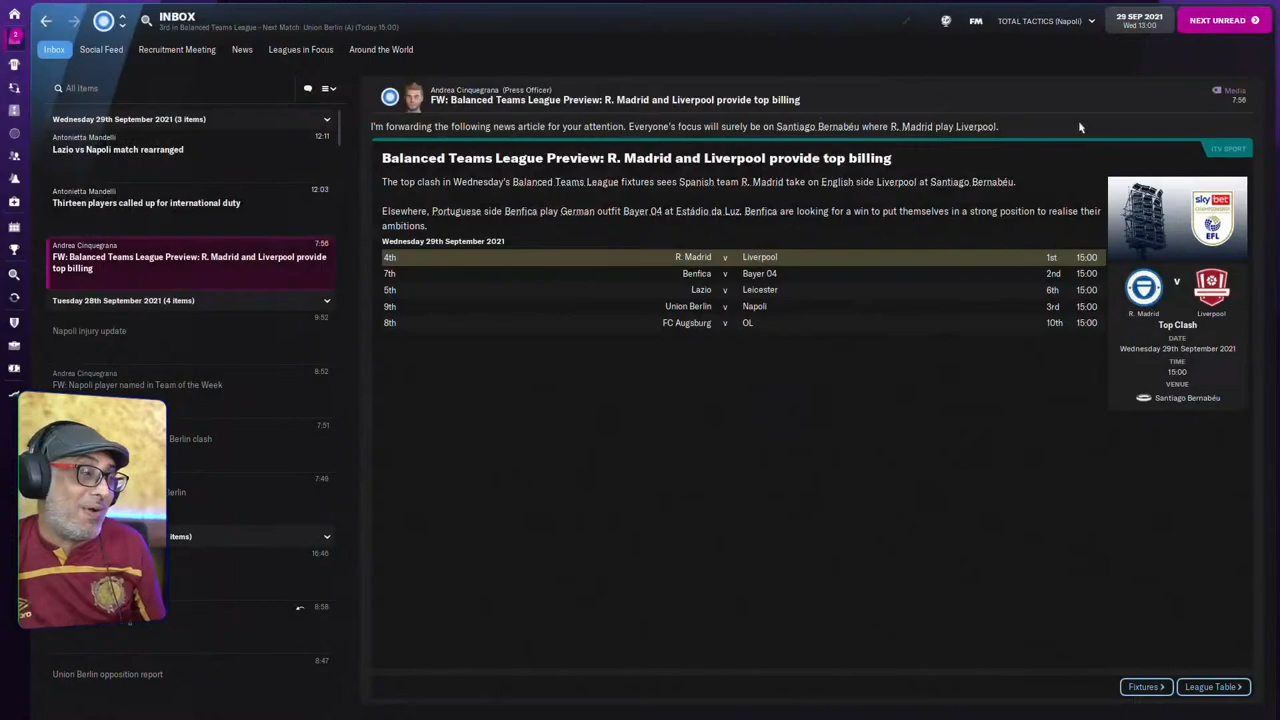 INBOX
3rd in Balanced Teams League - Next Match: Union Berlin (A) (Today 15:00)
FM
TOTAL TACTICS (Napoli)
29 SEP 2021
Wed 13:00
NEXT UNREAD
2
Inbox
Social Feed
Recruitment Meeting
News
Leagues in Focus
Around the World
All Items
Wednesday 29th September 2021 (3 items)
Antonietta Mandelli
12:11
Lazio vs Napoli match rearranged
Antonietta Mandelli
12:03
Thirteen players called up for international duty
Andrea Cinquegrana
7:56
FW: Balanced Teams League Preview: R. Madrid and Liverpool provide
top billing
Tuesday 28th September 2021 (4 items)
9:52
Napoli injury update
Andrea Cinquegrana
8:52
FW: Napoli player named in Team of the Week
7:51
Berlin clash
7:49
items)
16:46
8:58
8:47
Union Berlin opposition report
Andrea Cinquegrana (Press Officer)
FW: Balanced Teams League Preview: R. Madrid and Liverpool provide top billing
Media
7:56
I'm forwarding the following news article for your attention. Everyone's focus will surely be on Santiago Bernabéu where R. Madrid play Liverpool.
ITV SPORT
Balanced Teams League Preview: R. Madrid and Liverpool provide top billing
The top clash in Wednesday's Balanced Teams League fixtures sees Spanish team R. Madrid take on English side Liverpool at Santiago Bernabéu.
Elsewhere, Portuguese side Benfica play German outfit Bayer 04 at Estádio da Luz. Benfica are looking for a win to put themselves in a strong position to realise their
ambitions.
Wednesday 29th September 2021
4th R. Madrid v Liverpool 1st 15:00
7th Benfica v Bayer 04 2nd 15:00
5th Lazio v Leicester 6th 15:00
9th Union Berlin v Napoli 3rd 15:00
8th FC Augsburg v OL 10th 15:00
sky bet
EFL
V
R. Madrid
Liverpool
Top Clash
DATE
Wednesday 29th September 2021
TIME
15:00
VENUE
Santiago Bernabéu
Fixtures
League Table